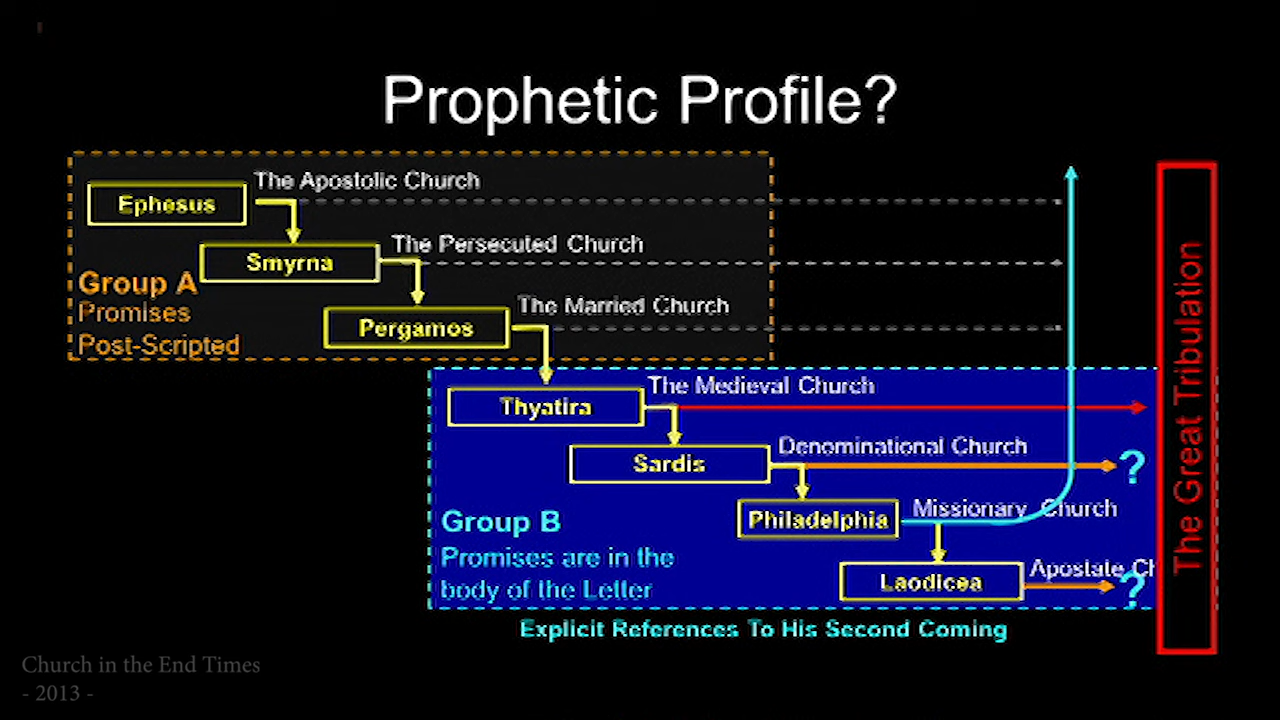 Prophetic Profile?
The Apostolic Church
Ephesus
The Persecuted Church
Smyrna
Group A
Promises
Post-Scripted
The Married Church
Pergamos
The Medieval Church
Thyatira
Denominational Church
Sardis
?
Missionary Church
Philadelphia
Group B
Promises are in the
body of the Letter
Apostate Ch
Laodicea
?
Explicit References To His Second Coming
The Great Tribulation
Church in the End Times
- 2013 -